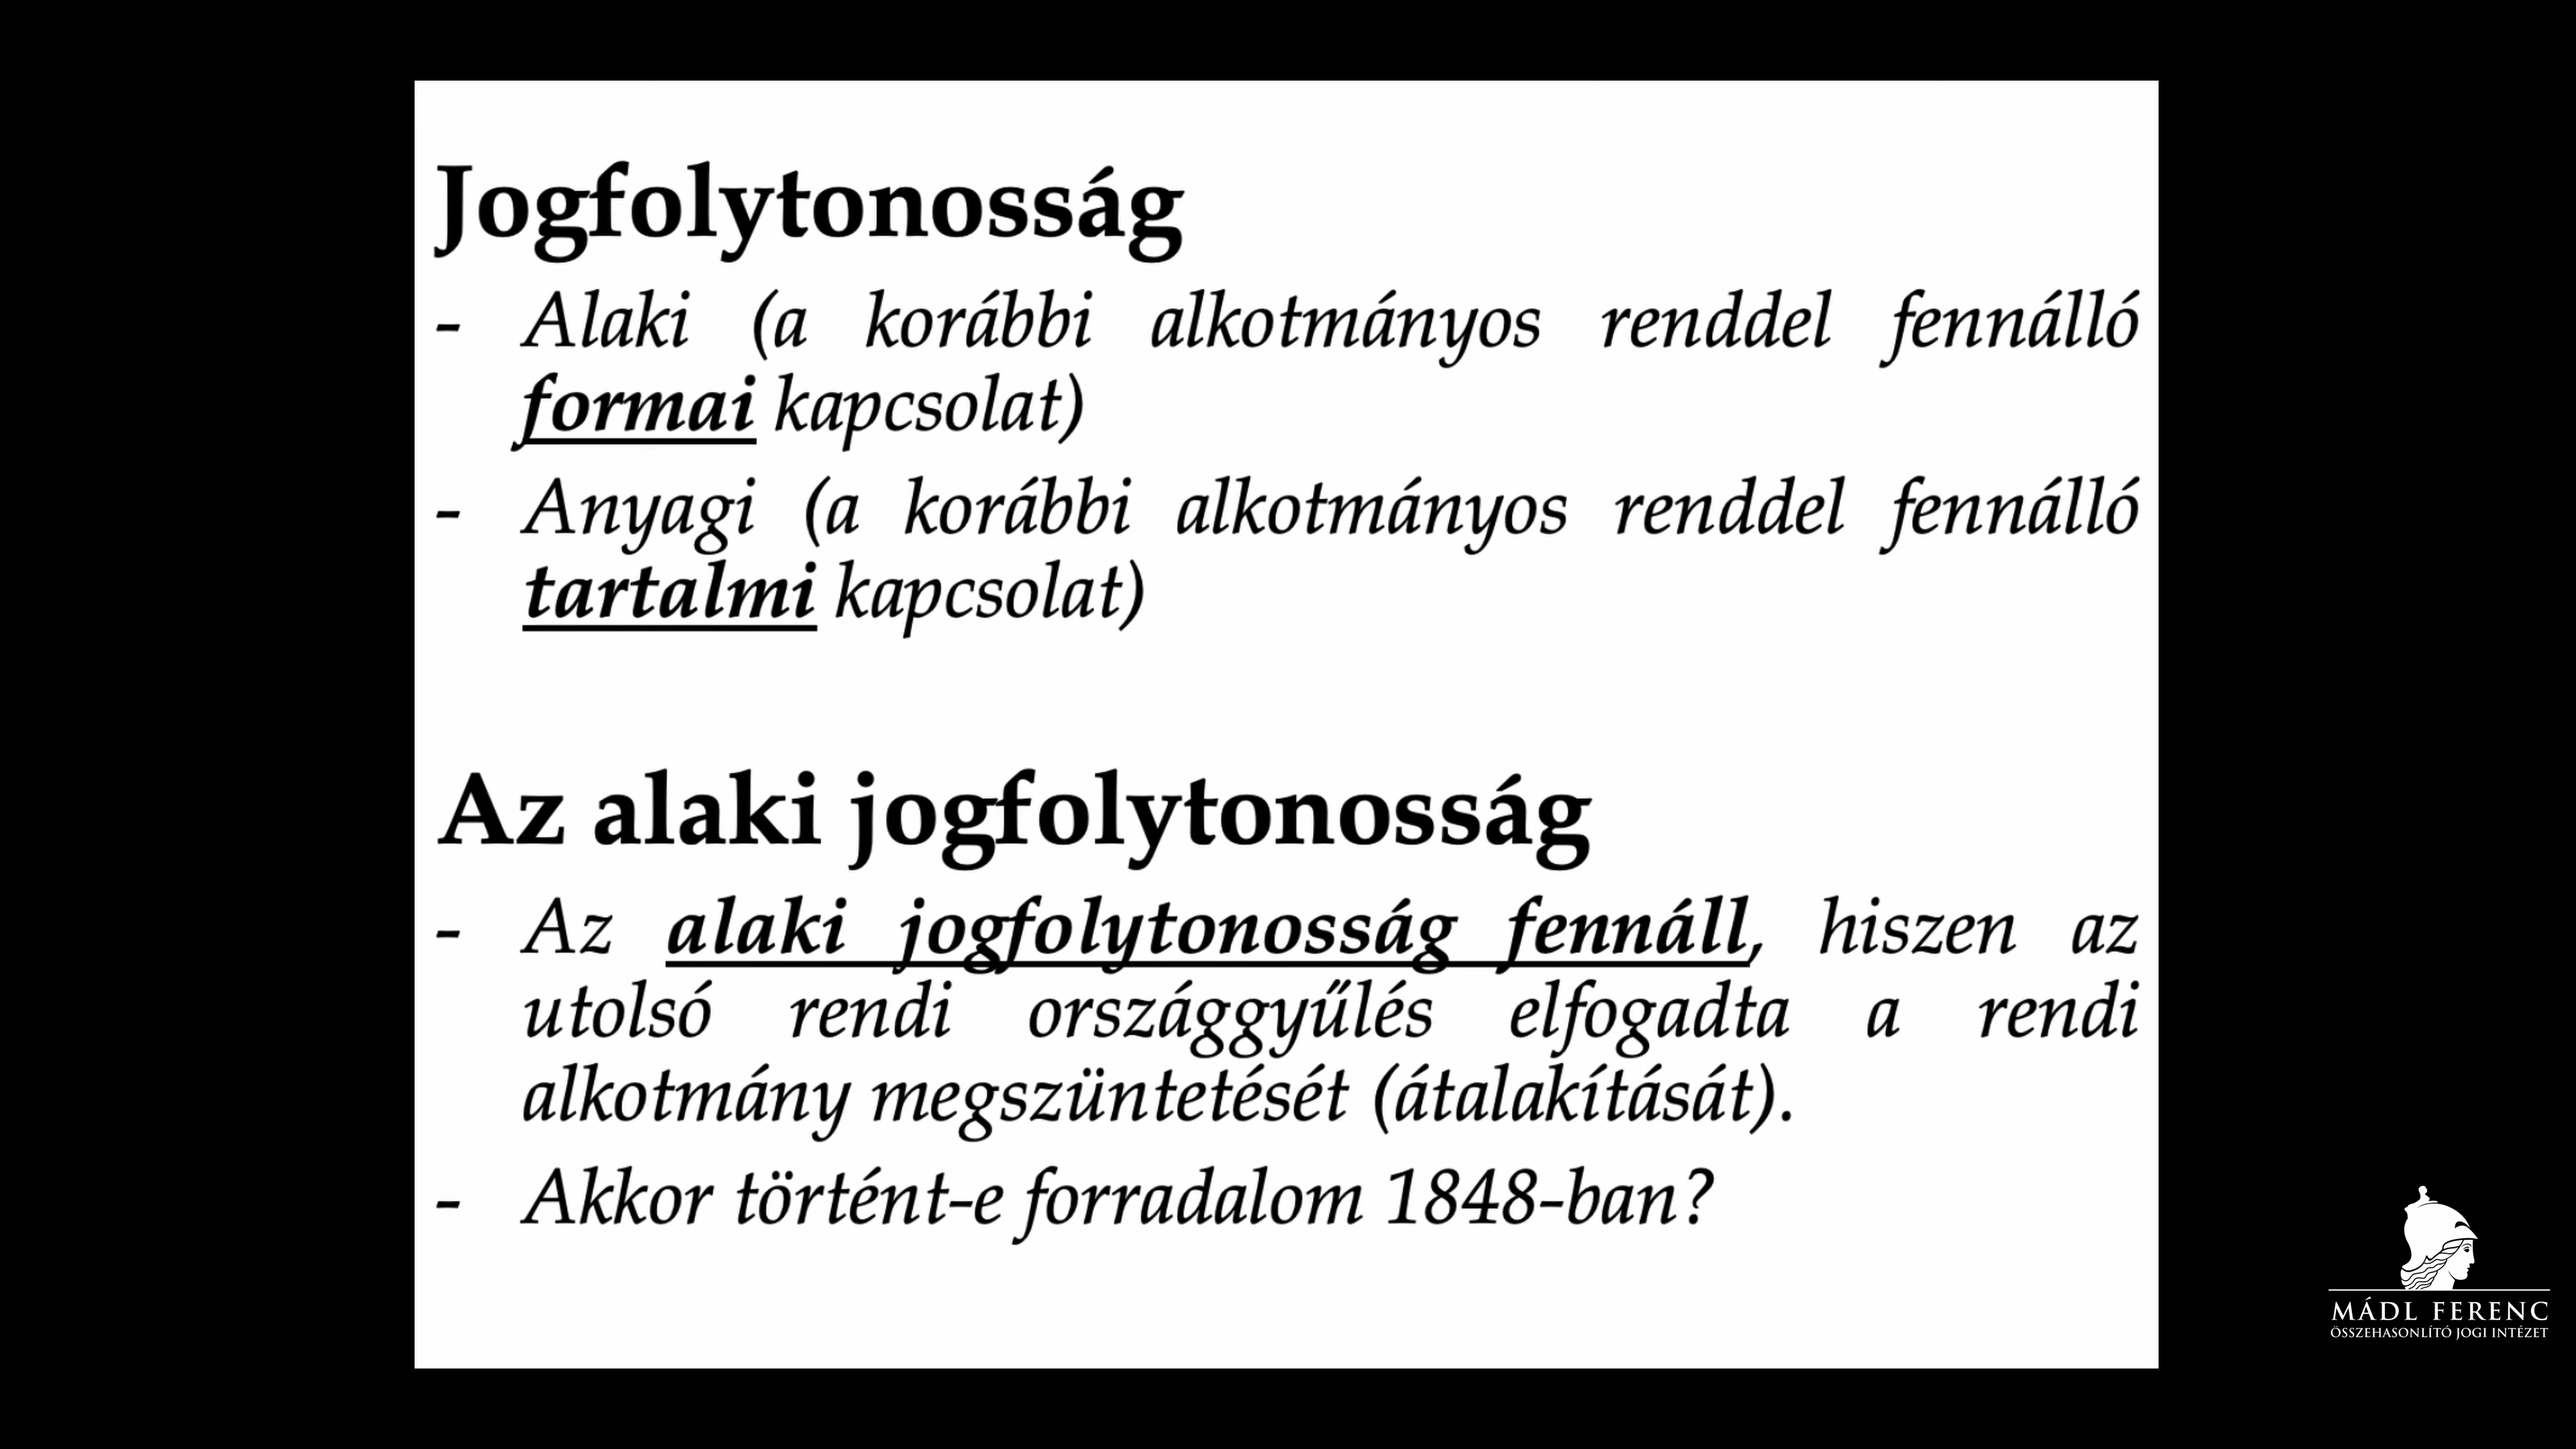 Jogfolytonosság
- Alaki (a korábbi alkotmányos renddel fennálló
formai kapcsolat)
- Anyagi (a korábbi alkotmányos renddel fennálló
tartalmi kapcsolat)
Az alaki jogfolytonosság
- Az alaki jogfolytonosság fennáll, hiszen az
utolsó rendi országgyűlés elfogadta a rendi
alkotmány megszüntetését (átalakítását).
- Akkor történt-e forradalom 1848-ban?
MÁDL FERENC
ÖSSZEHASONLÍTÓ JOGI INTÉZET